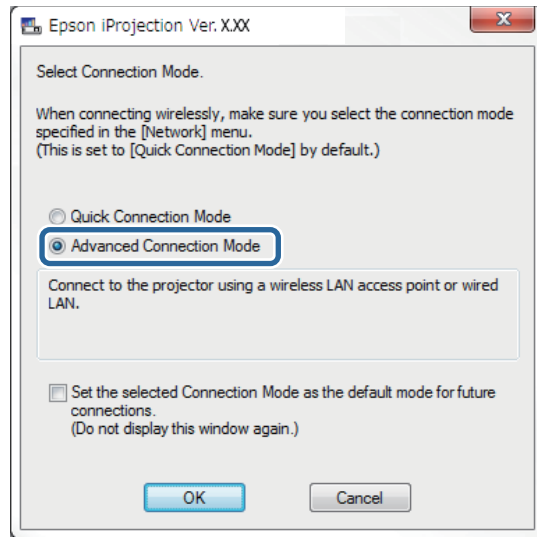 Epson iProjection Ver. X.XX
Select Connection Mode.
When connecting wirelessly, make sure you select the connection mode
specified in the [Network] menu.
(This is set to [Quick Connection Mode] by default.)
Quick Connection Mode
Advanced Connection Mode
Connect to the projector using a wireless LAN access point or wired
LAN.
Set the selected Connection Mode as the default mode for future
connections.
(Do not display this window again.)
OK Cancel